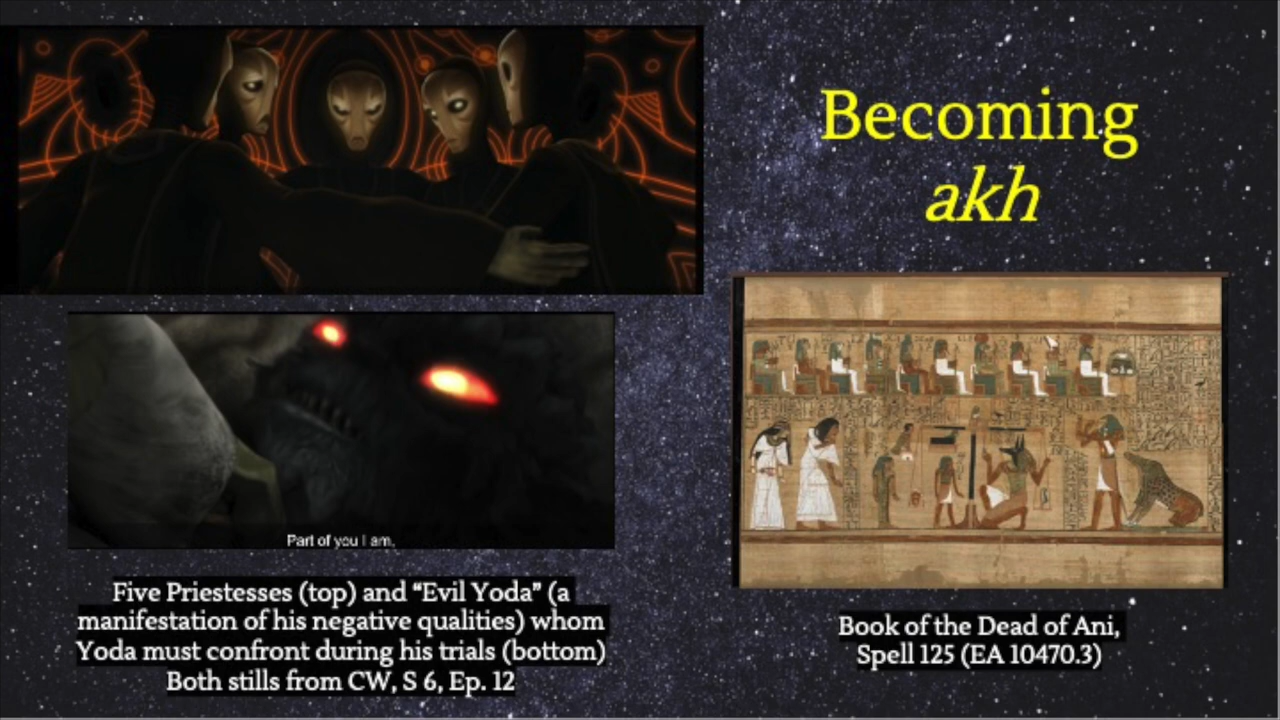 Becoming
akh
Part of you I am.
Five Priestesses (top) and “Evil Yoda” (a
manifestation of his negative qualities) whom
Yoda must confront during his trials (bottom)
Both stills from CW, S 6, Ep. 12
Book of the Dead of Ani,
Spell 125 (EA 10470.3)